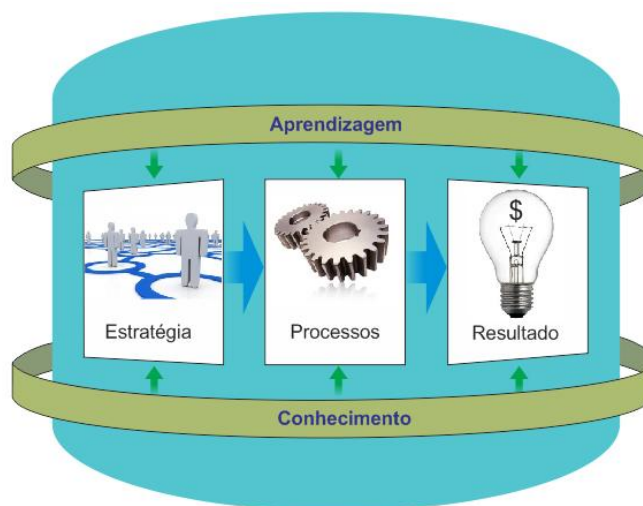 Aprendizagem
$
Estratégia
Processos
Resultado
Conhecimento